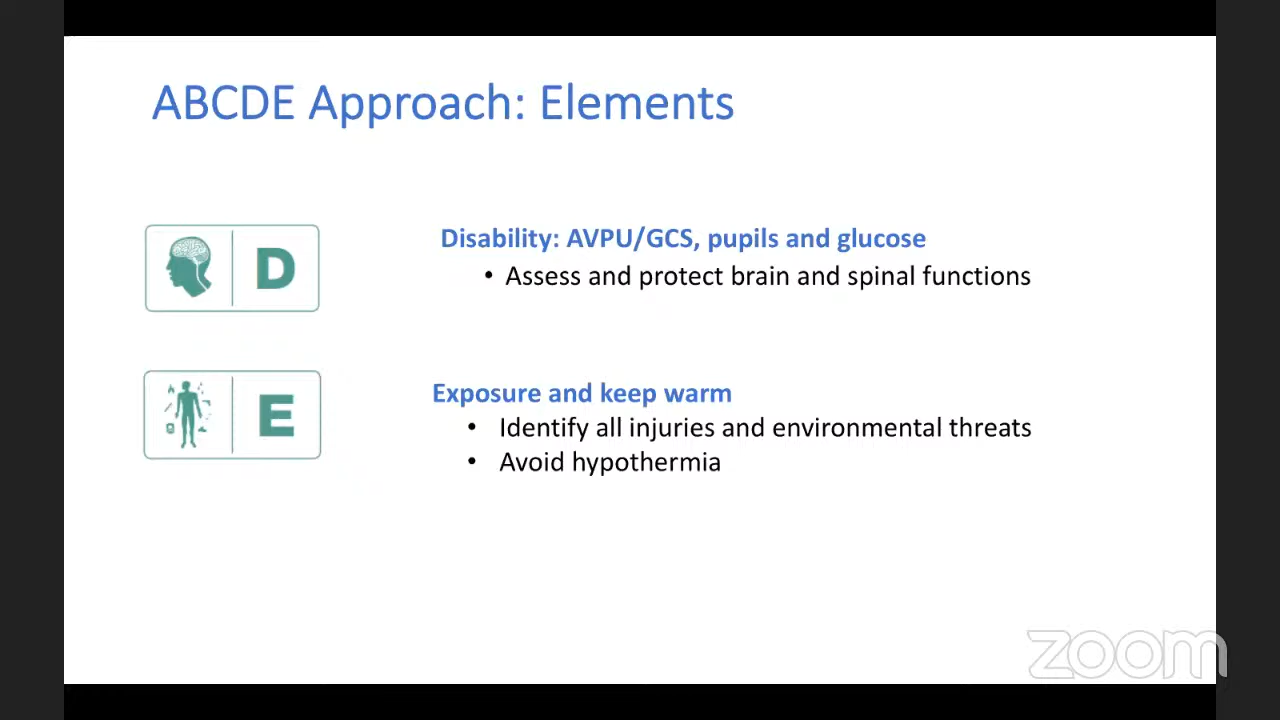 ABCDE Approach: Elements
D
Disability: AVPU/GCS, pupils and glucose
• Assess and protect brain and spinal functions
E
Exposure and keep warm
• Identify all injuries and environmental threats
• Avoid hypothermia
zoom